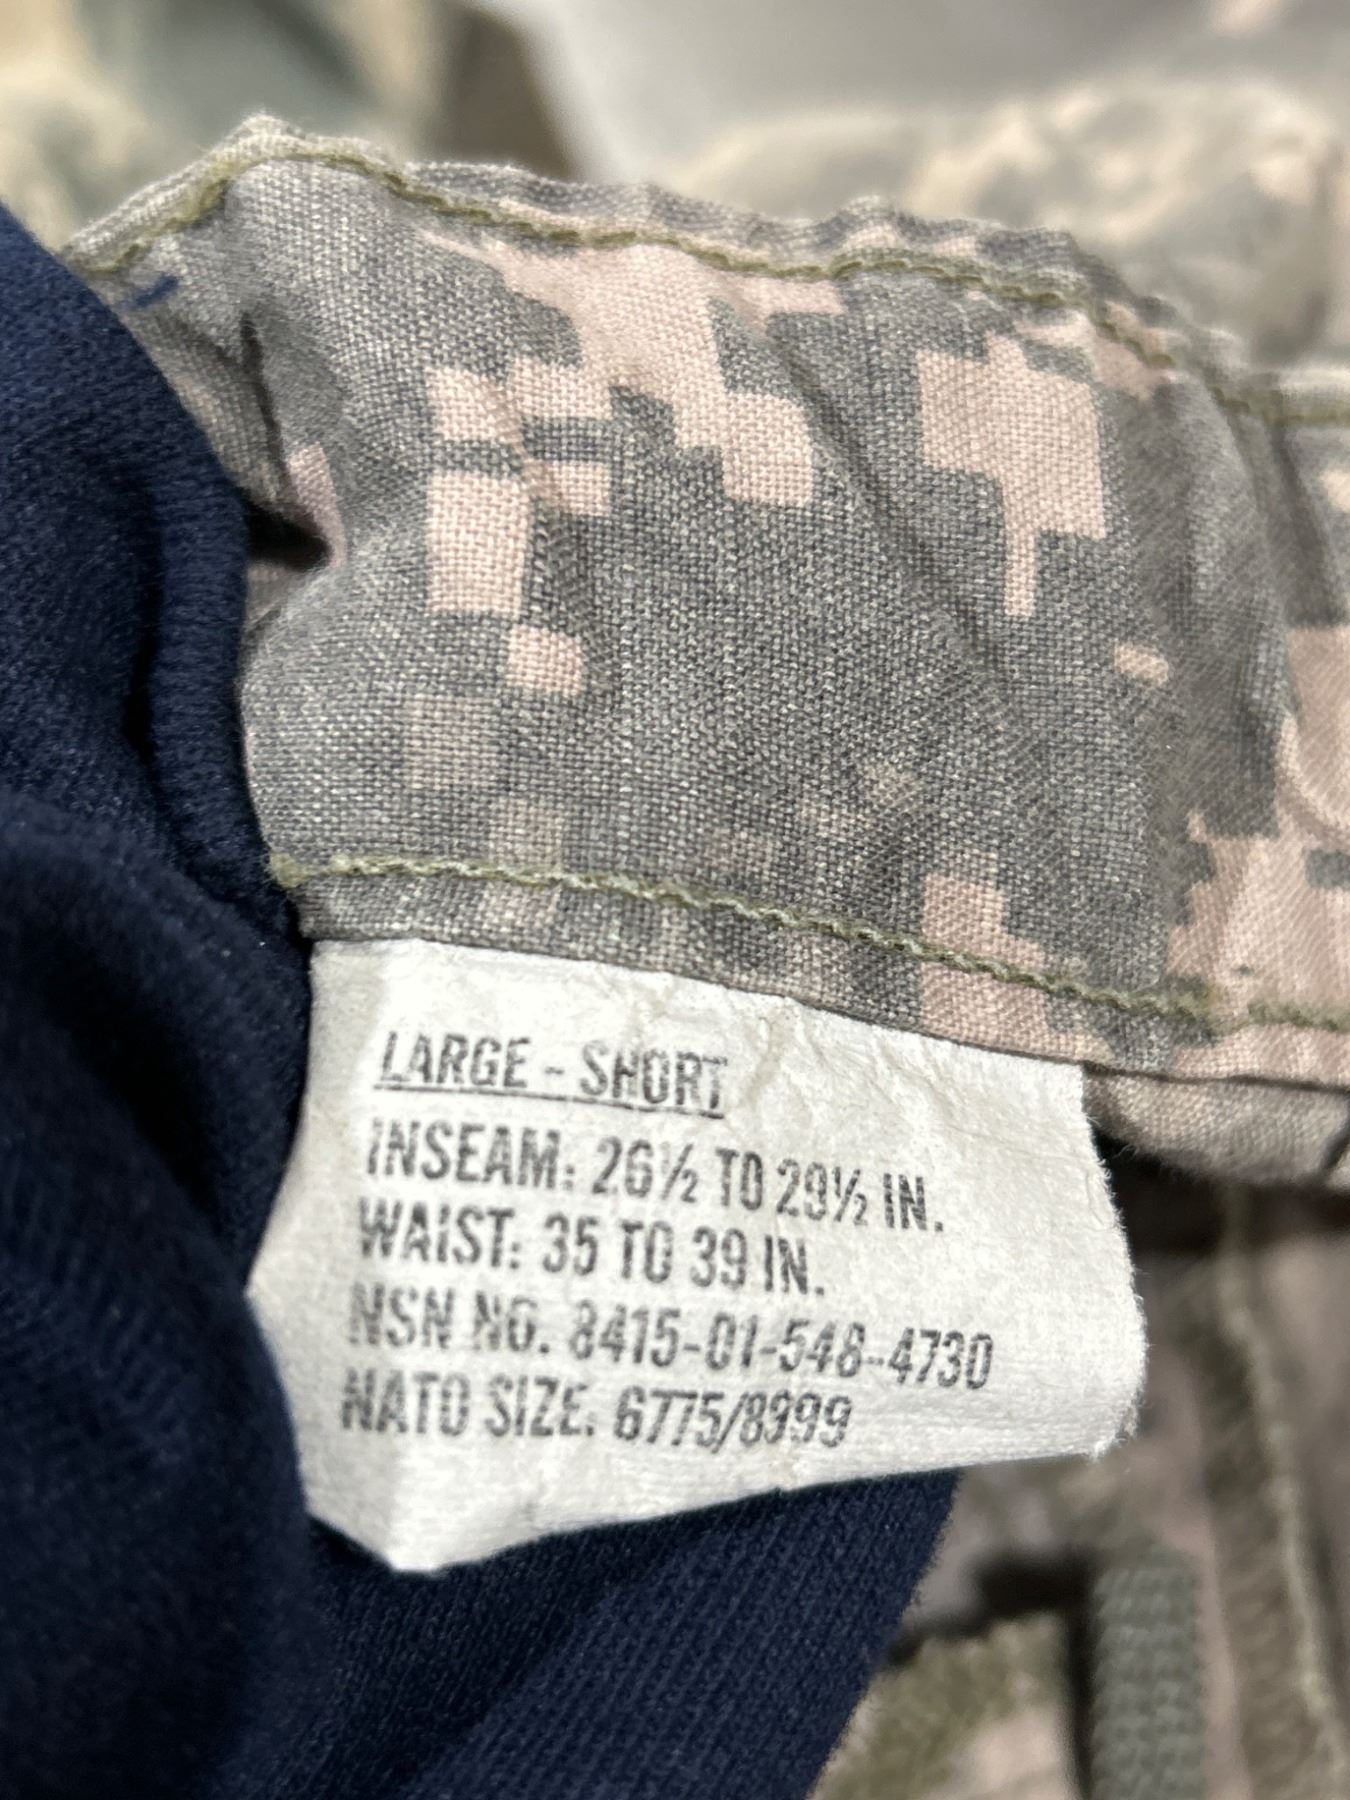 LARGE - SHORT
INSEAM: 26½ TO 29½ IN.
WAIST: 35 TO 39 IN.
NSN NO. 8415-01-548-4730
NATO SIZE. 6775/8999